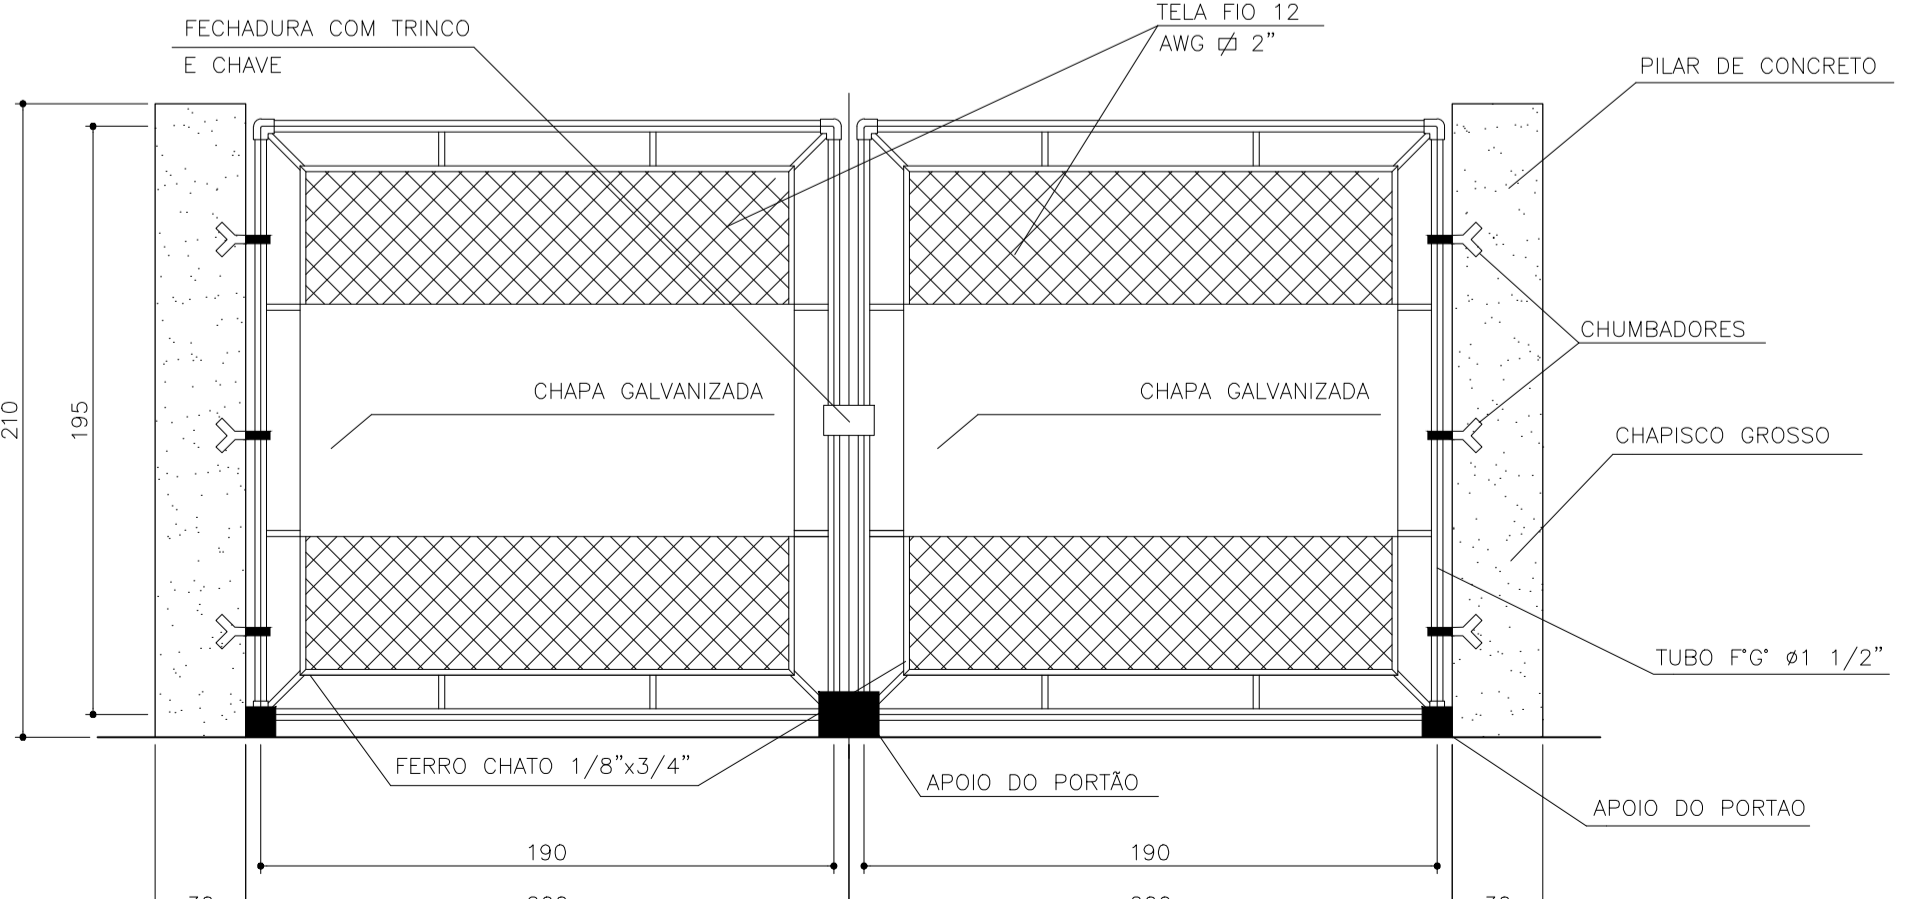 FECHADURA COM TRINCO
E CHAVE
TELA FIO 12
AWG 2"
PILAR DE CONCRETO
210
195
CHUMBADORES
CHAPA GALVANIZADA
CHAPA GALVANIZADA
CHAPISCO GROSSO
TUBO F°G° Ø1 1/2"
FERRO CHATO 1/8"x3/4"
APOIO DO PORTÃO
APOIO DO PORTAO
190
190